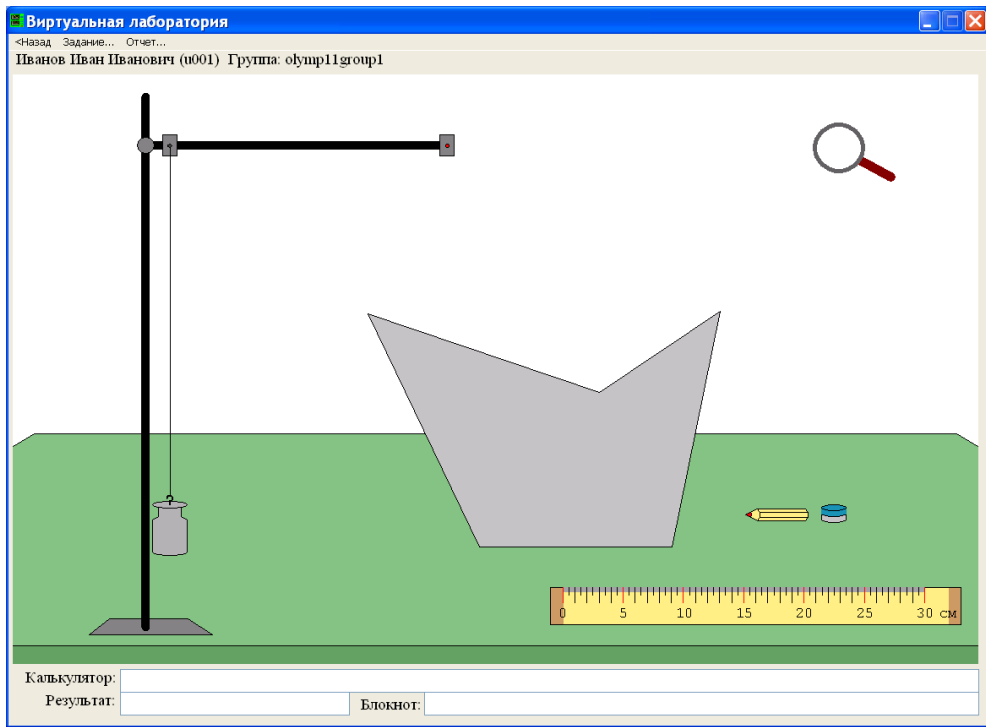 Виртуальная лаборатория
<Назад Задание... Отчет...
Иванов Иван Иванович (u001) Группа: olymp11group1
0 5 10 15 20 25 30 см
Калькулятор:
Результат: Блокнот: